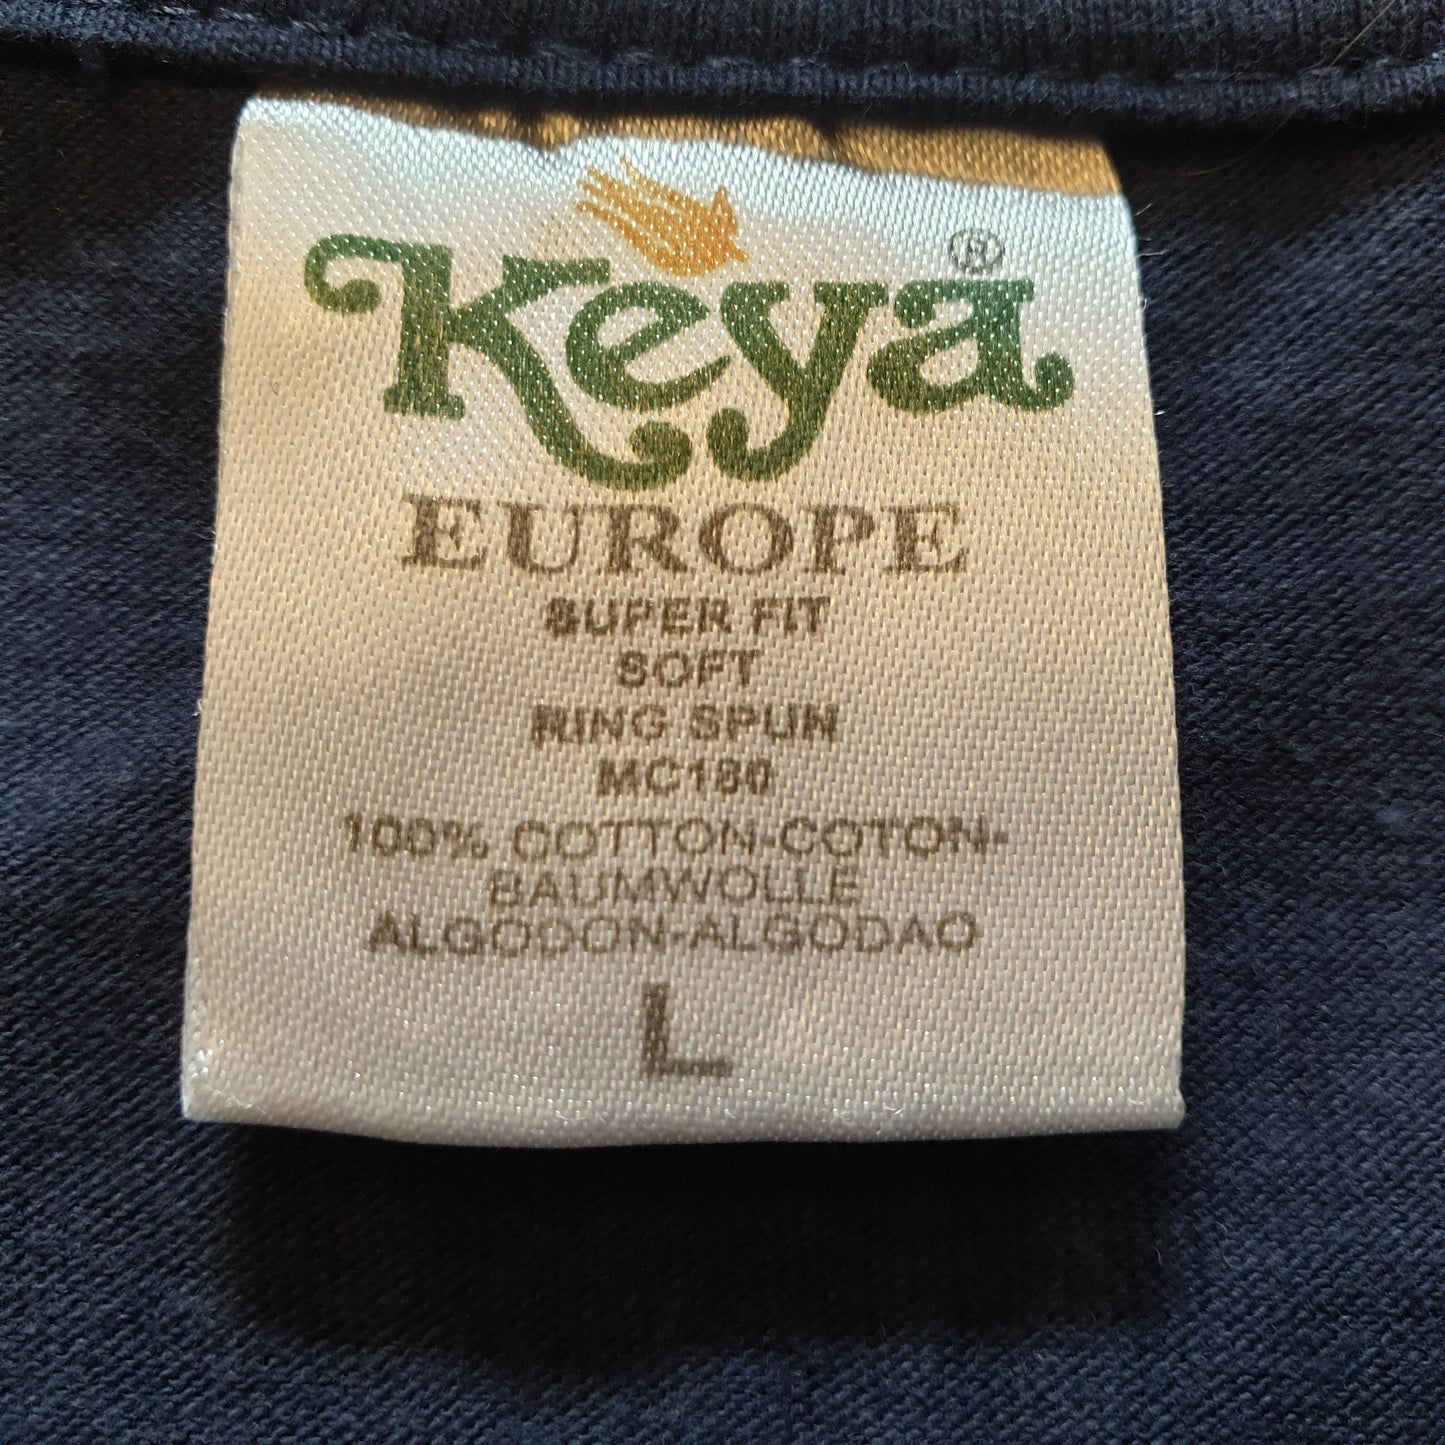 Keya®
EUROPE
SUPER FIT
SOFT
RING SPUN
MC180
100% COTTON-COTON-
BAUMWOLLE
ALGODON-ALGODAO
L